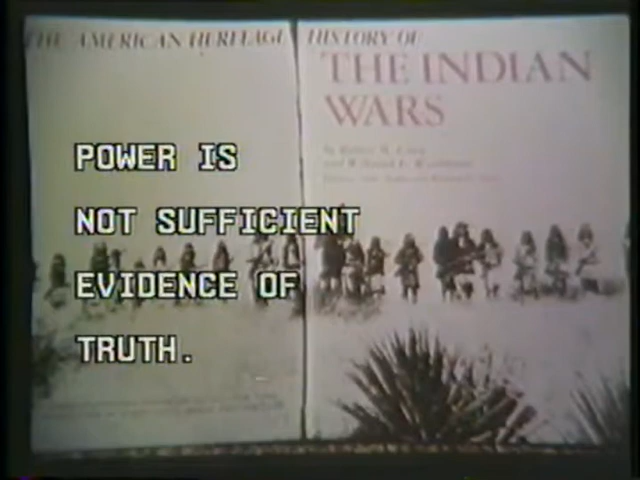 THE AMERICAN HERITAGE HISTORY OF
THE INDIAN
WARS
POWER IS
NOT SUFFICIENT
EVIDENCE OF
TRUTH.